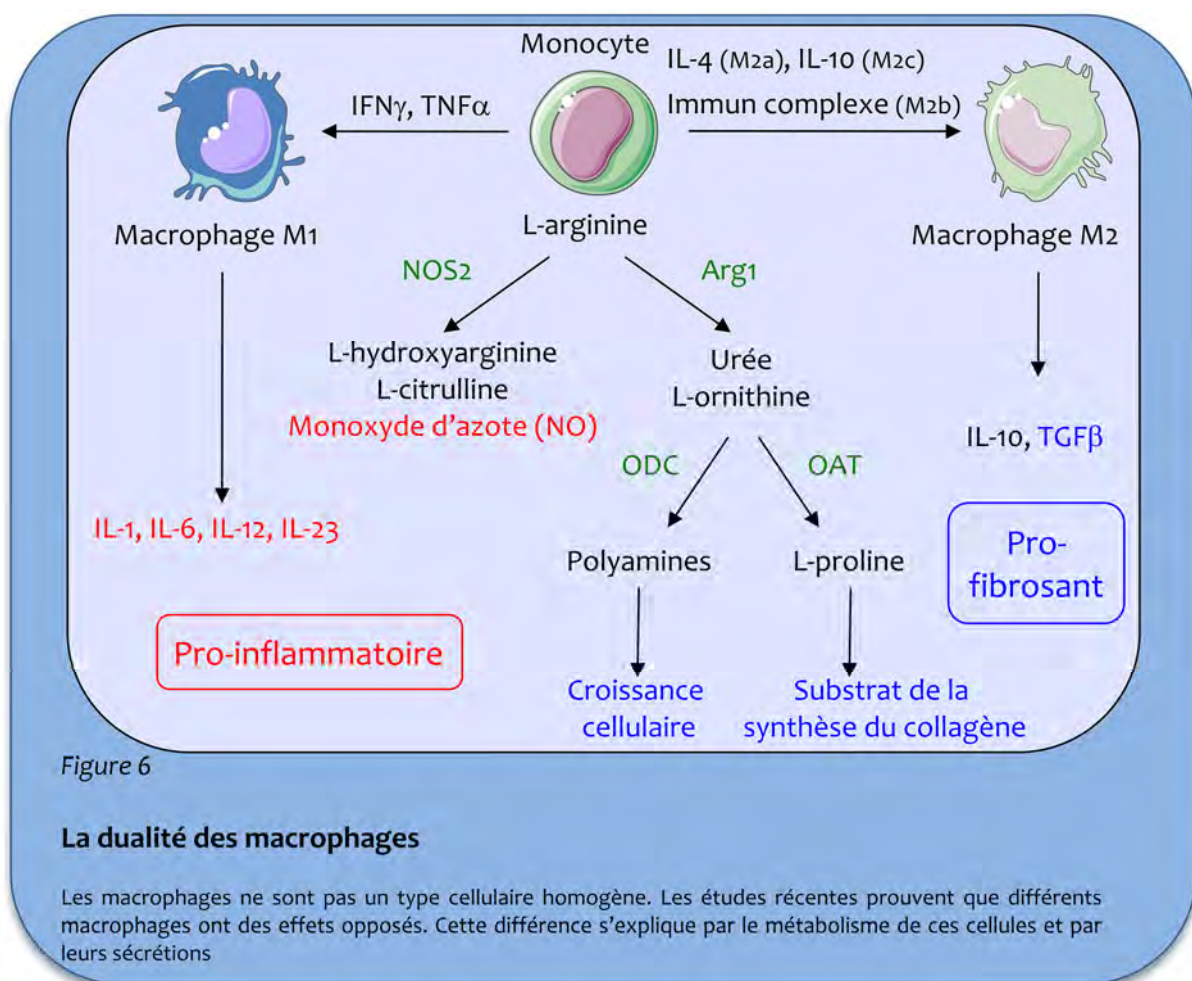 Monocyte
IL-4 (M2a), IL-10 (M2c)
IFNγ, TNFα
Immun complexe (M2b)
Macrophage M1
L-arginine
Macrophage M2
NOS2
Arg1
L-hydroxyarginine
L-citrulline
Monoxyde d'azote (NO)
Urée
L-ornithine
IL-10, TGFβ
ODC
OAT
IL-1, IL-6, IL-12, IL-23
Polyamines
L-proline
Pro-
fibrosant
Pro-inflammatoire
Croissance
cellulaire
Substrat de la
synthèse du collagène
Figure 6
La dualité des macrophages
Les macrophages ne sont pas un type cellulaire homogène. Les études récentes prouvent que différents
macrophages ont des effets opposés. Cette différence s'explique par le métabolisme de ces cellules et par
leurs sécrétions